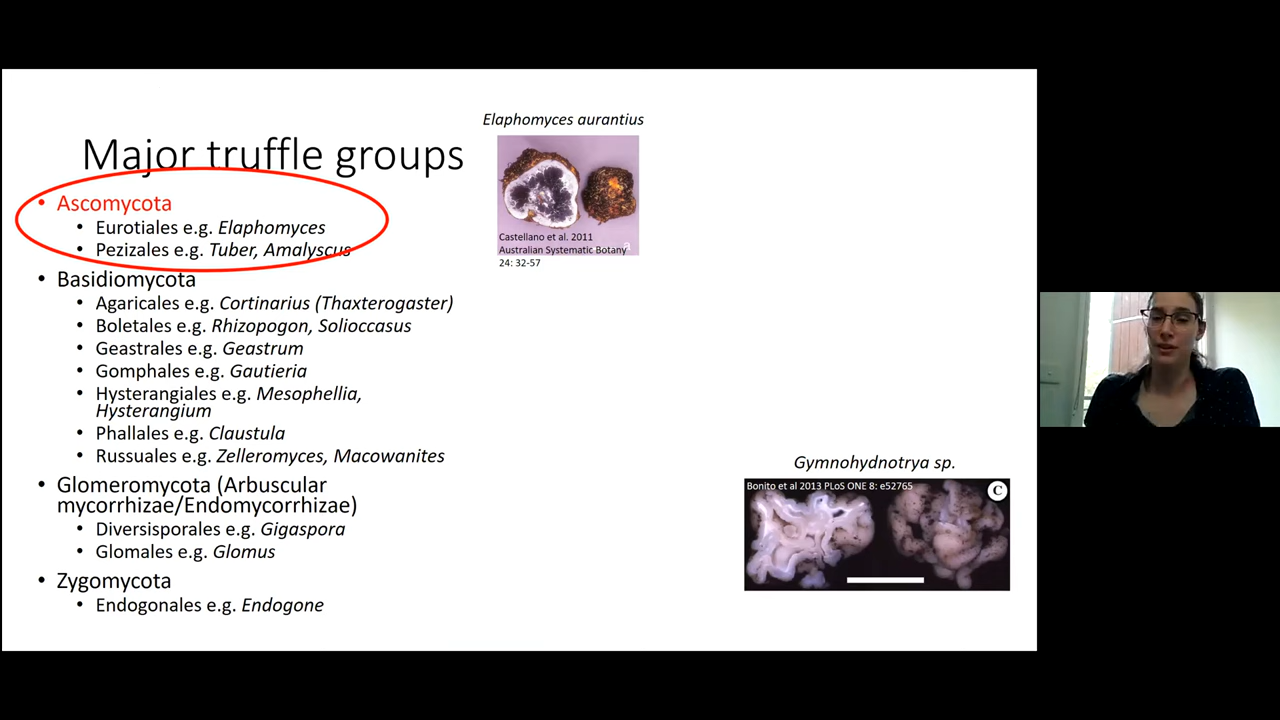 Major truffle groups
• Ascomycota
• Eurotiales e.g. Elaphomyces
• Pezizales e.g. Tuber, Amalyscus
• Basidiomycota
• Agaricales e.g. Cortinarius (Thaxterogaster)
• Boletales e.g. Rhizopogon, Solioccasus
• Geastrales e.g. Geastrum
• Gomphales e.g. Gautieria
• Hysterangiales e.g. Mesophellia,
Hysterangium
• Phallales e.g. Claustula
• Russuales e.g. Zelleromyces, Macowanites
• Glomeromycota (Arbuscular
mycorrhizae/Endomycorrhizae)
• Diversisporales e.g. Gigaspora
• Glomales e.g. Glomus
• Zygomycota
• Endogonales e.g. Endogone
Elaphomyces aurantius
Castellano et al. 2011
Australian Systematic Botany
24: 32-57
a
Gymnohydnotrya sp.
Bonito et al 2013 PLoS ONE 8: e52765
C